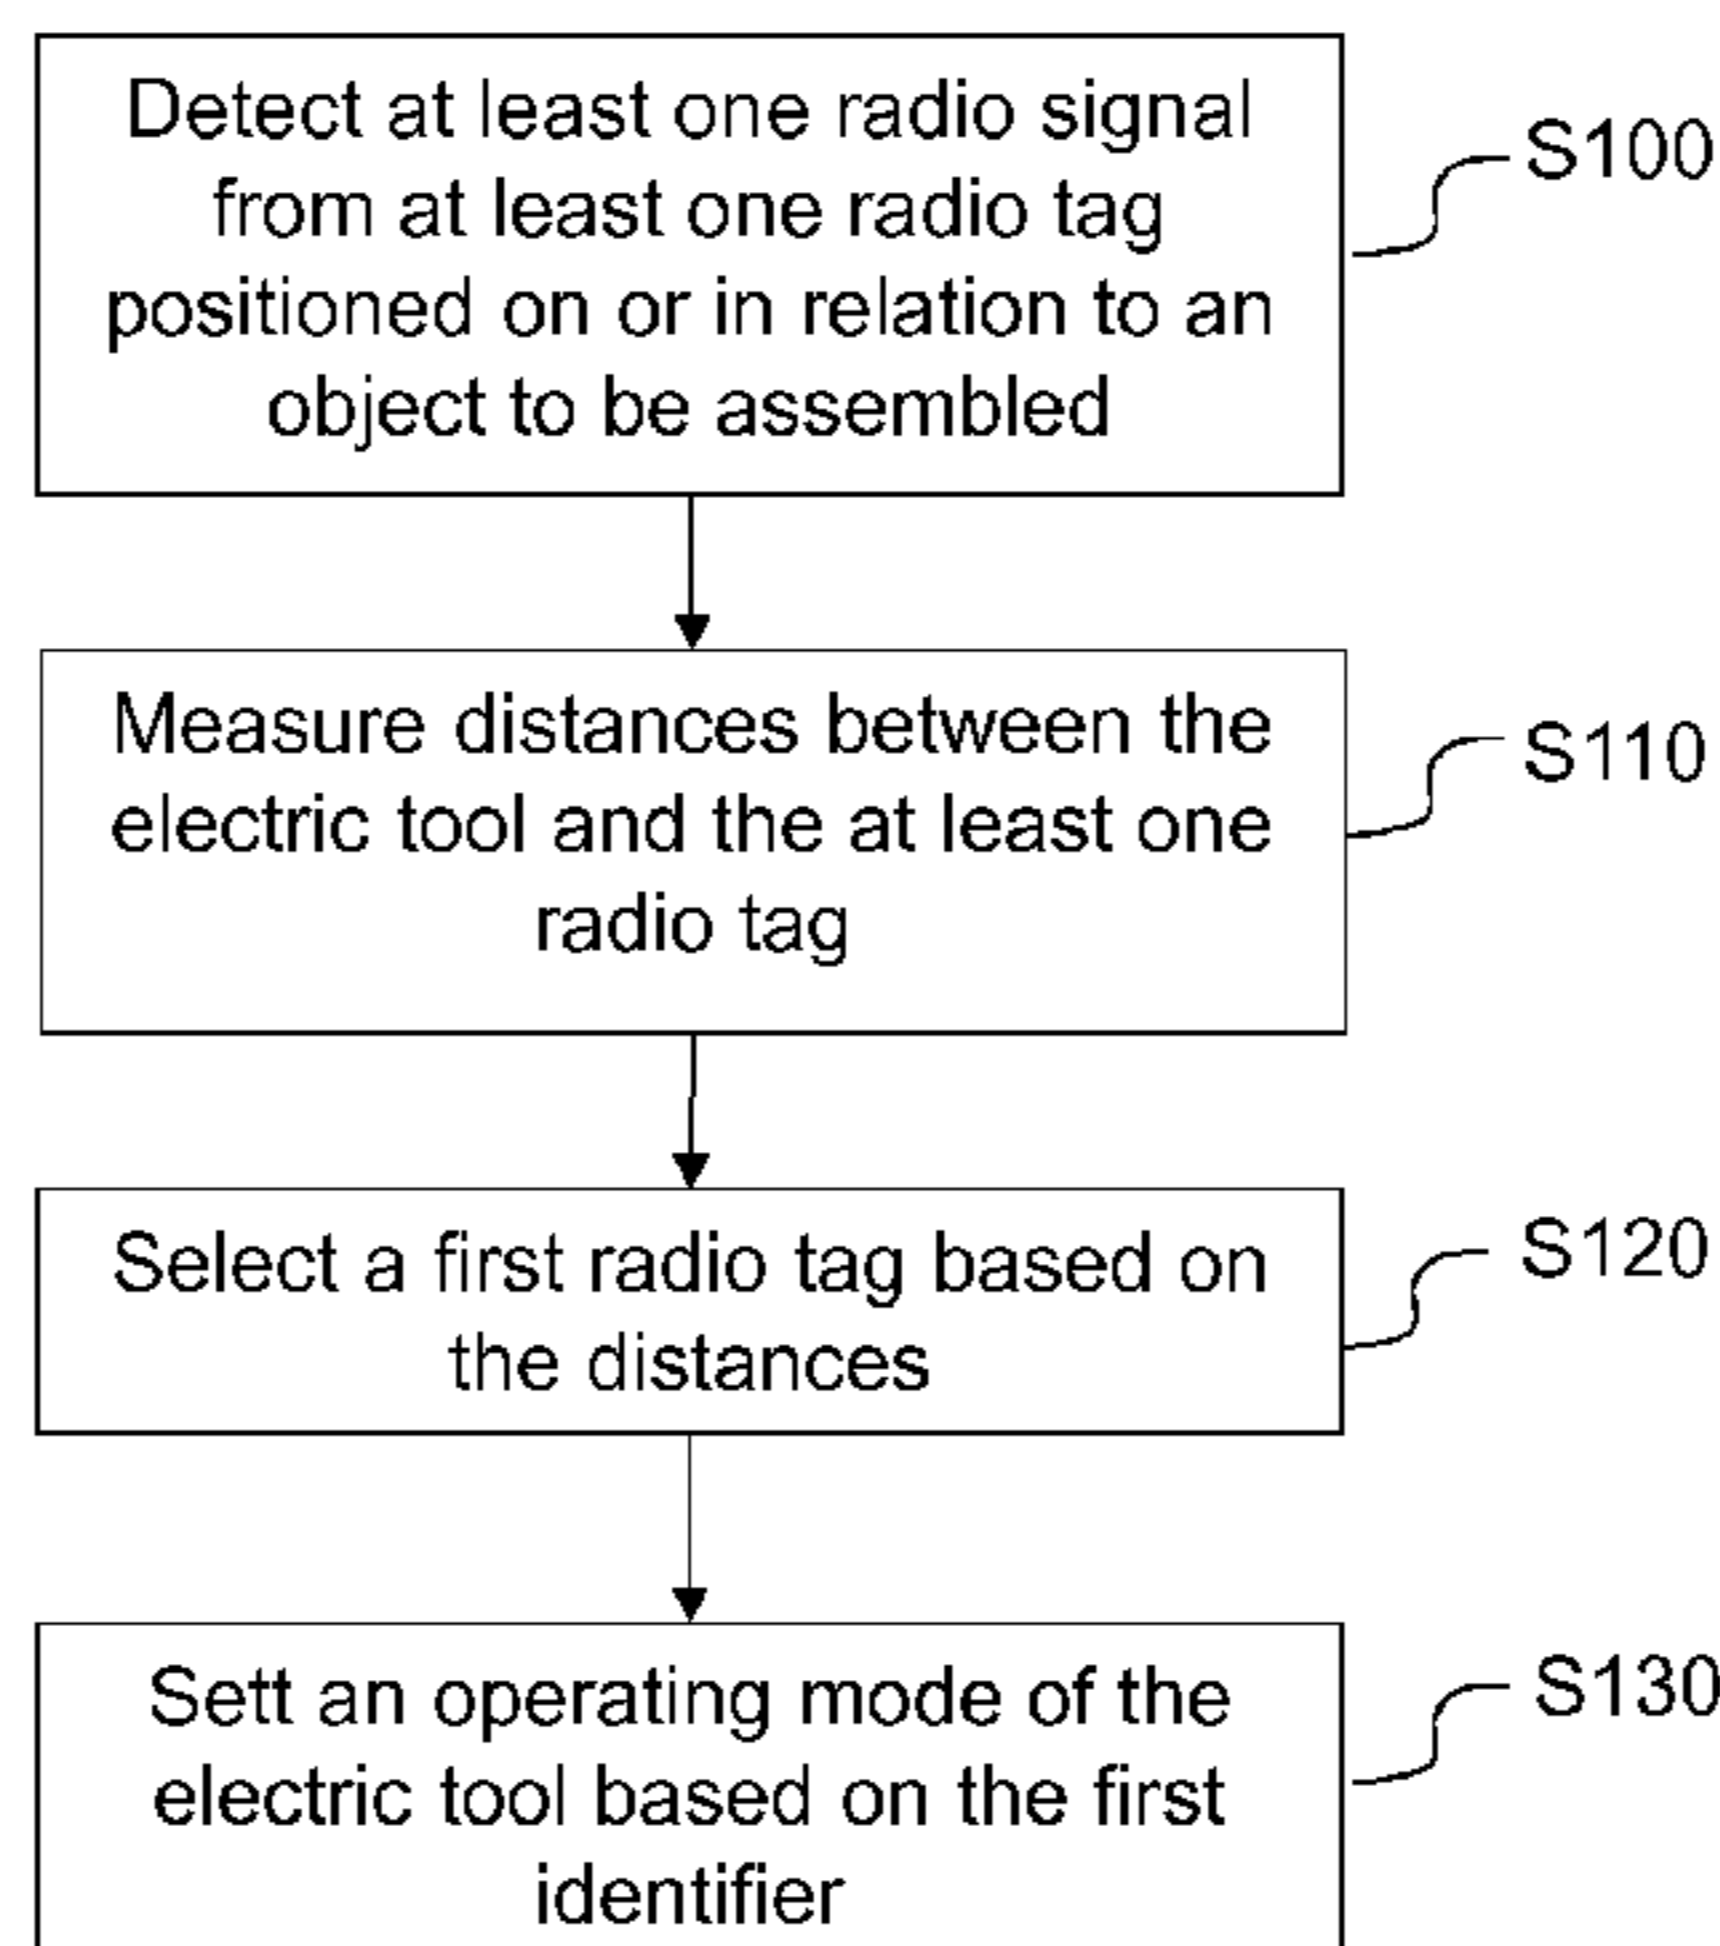 Detect at least one radio signal
from at least one radio tag
positioned on or in relation to an
object to be assembled
S100
Measure distances between the
electric tool and the at least one
radio tag
S110
Select a first radio tag based on
the distances
S120
Sett an operating mode of the
electric tool based on the first
identifier
S130